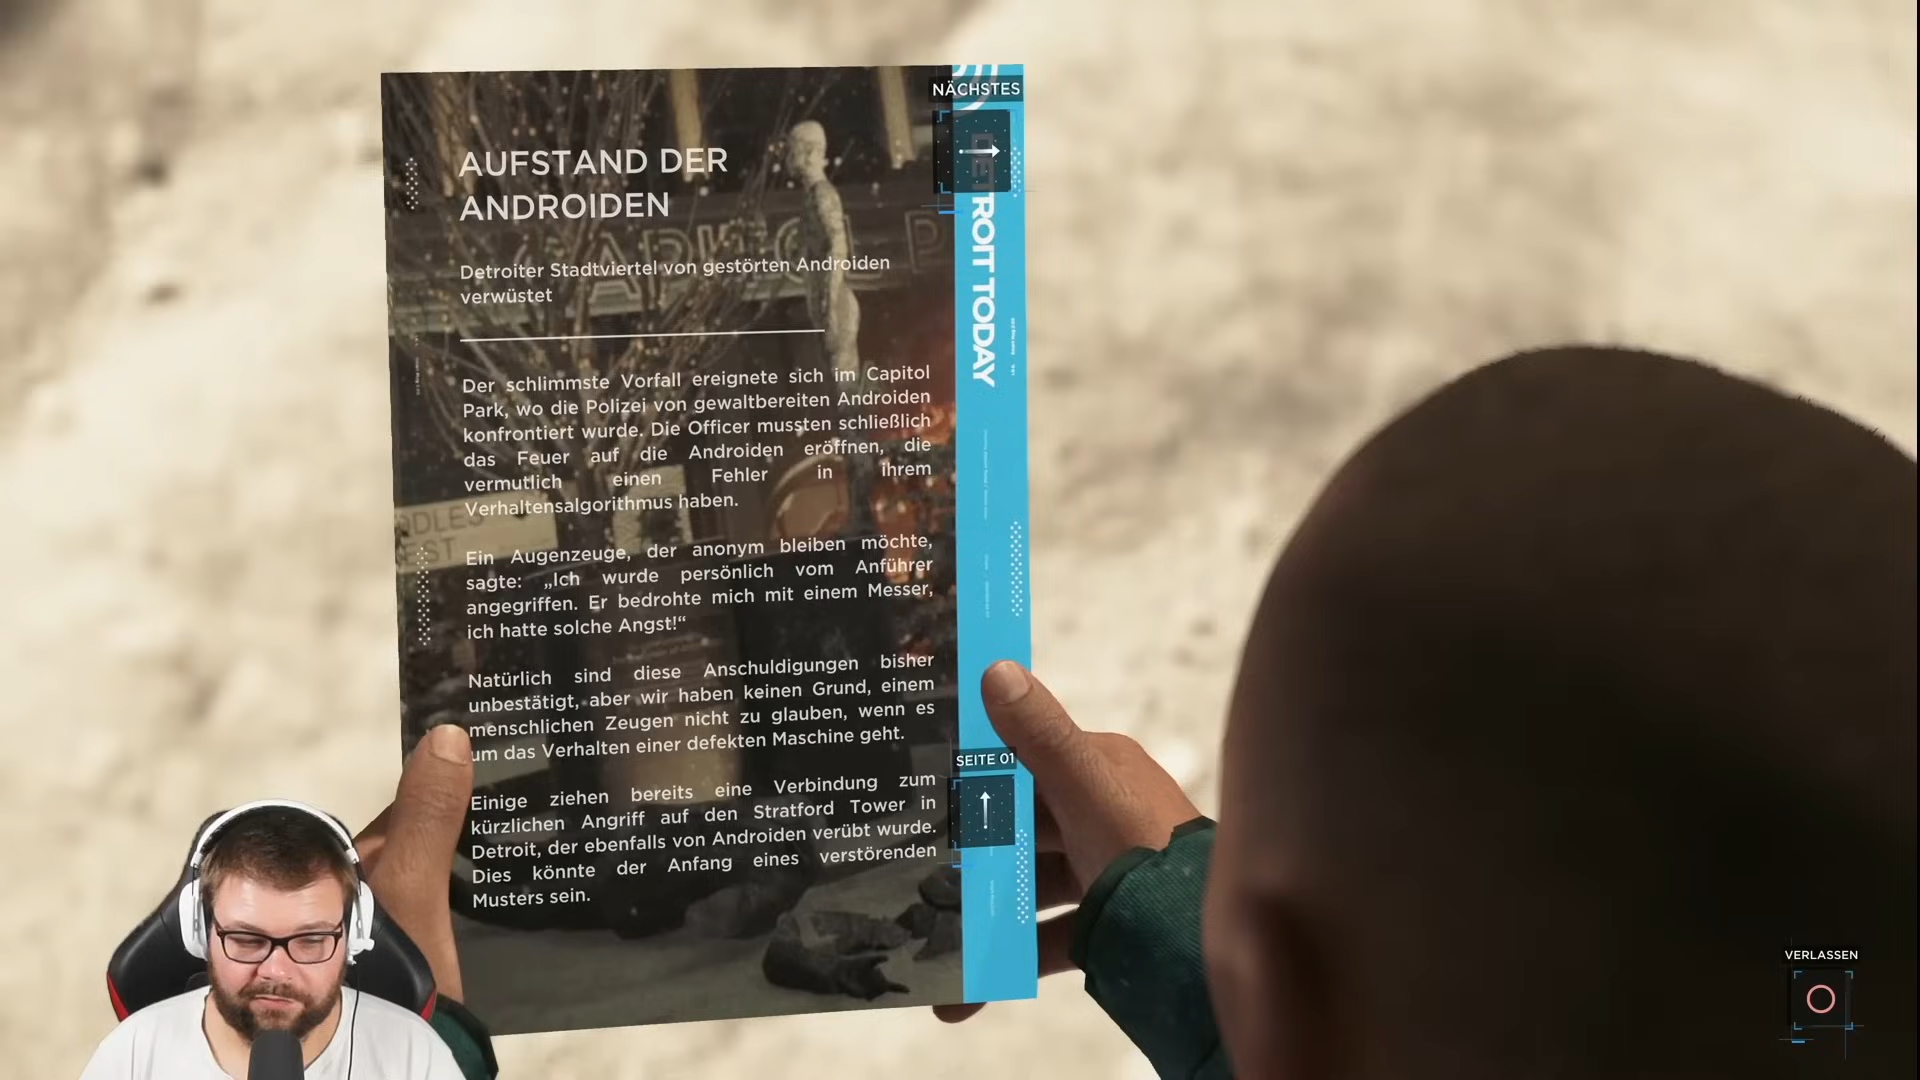 NÄCHSTES
AUFSTAND DER
ANDROIDEN
Detroiter Stadtviertel von gestörten Androiden
verwüstet
Der schlimmste Vorfall ereignete sich im Capitol
Park, wo die Polizei von gewaltbereiten Androiden
konfrontiert wurde. Die Officer mussten schließlich
das Feuer auf die Androiden eröffnen, die
vermutlich einen Fehler in ihrem
Verhaltensalgorithmus haben.
Ein Augenzeuge, der anonym bleiben möchte,
sagte: „Ich wurde persönlich vom Anführer
angegriffen. Er bedrohte mich mit einem Messer,
ich hatte solche Angst!“
Natürlich sind diese Anschuldigungen bisher
unbestätigt, aber wir haben keinen Grund, einem
menschlichen Zeugen nicht zu glauben, wenn es
um das Verhalten einer defekten Maschine geht.
Einige ziehen bereits eine Verbindung zum
kürzlichen Angriff auf den Stratford Tower in
Detroit, der ebenfalls von Androiden verübt wurde.
Dies könnte der Anfang eines verstörenden
Musters sein.
DETROIT TODAY
SEITE 01
VERLASSEN